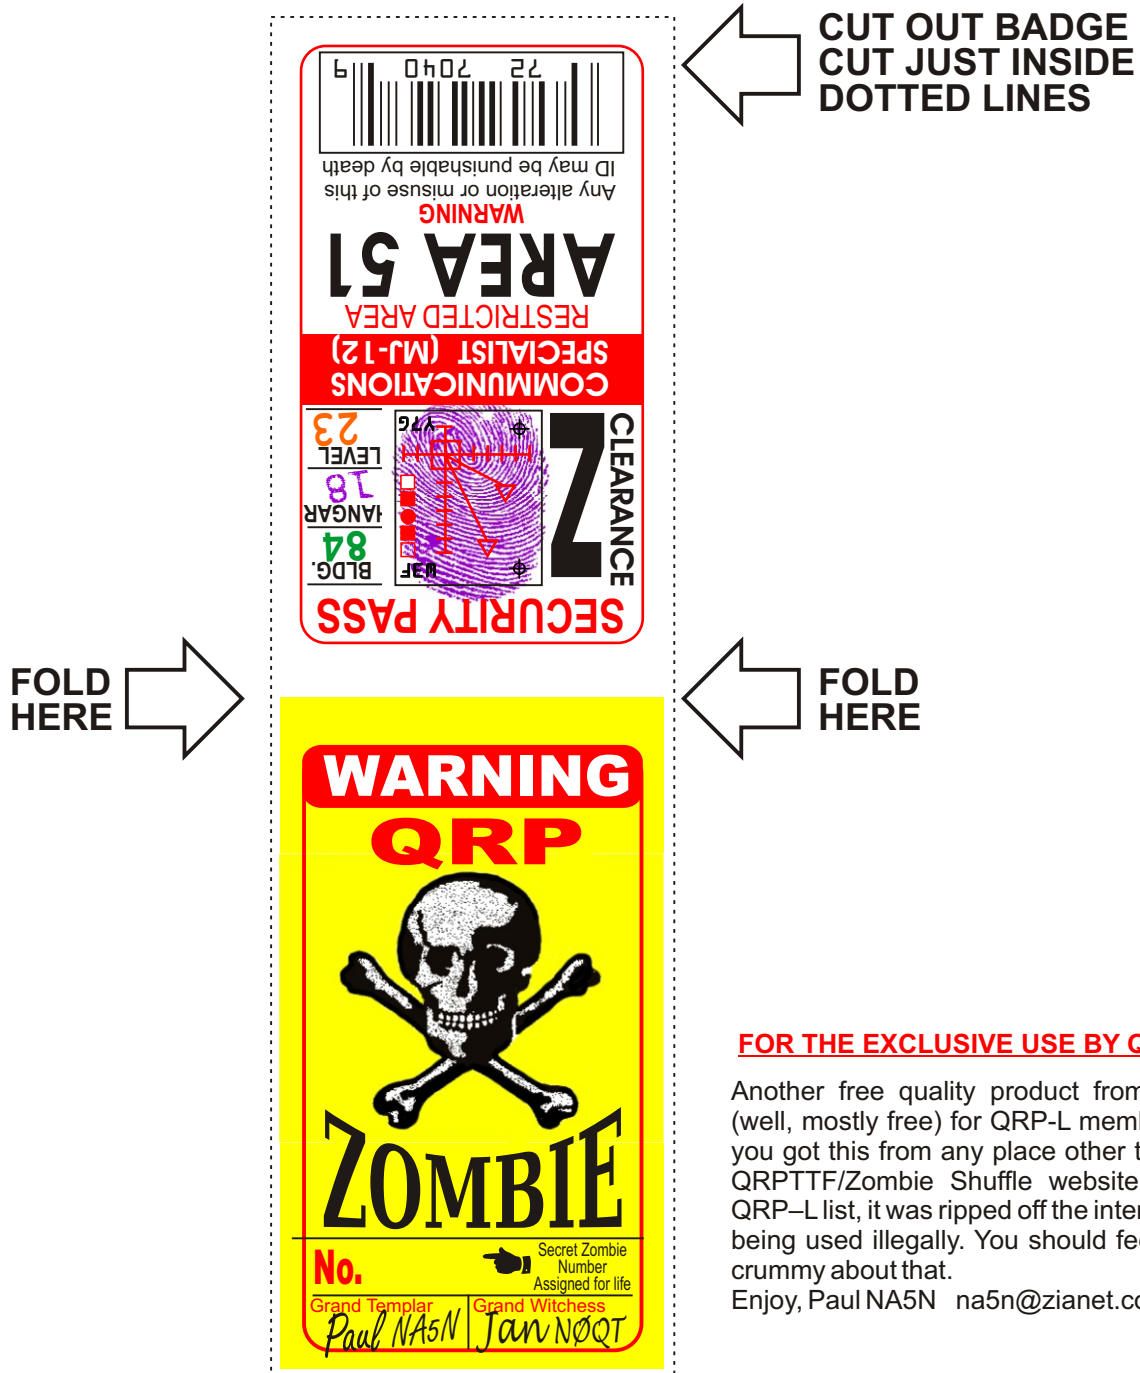 CUT OUT BADGE
CUT JUST INSIDE
DOTTED LINES
SECURITY PASS
CLEARANCE
Z
W3F
Y7G
BLDG.
84
HANGAR
18
LEVEL
23
COMMUNICATIONS
SPECIALIST (MJ-12)
RESTRICTED AREA
AREA 51
WARNING
Any alteration or misuse of this
ID may be punishable by death
72 7040 9
FOLD
HERE
FOLD
HERE
WARNING
QRP
ZOMBIE
No.
Secret Zombie
Number
Assigned for life
Grand Templar
Paul NA5N
Grand Witchess
Jan NØQT
FOR THE EXCLUSIVE USE BY
Another free quality product from
(well, mostly free) for QRP-L
you got this from any place other
QRPTTF/Zombie Shuffle website
QRP–L list, it was ripped off the
being used illegally. You should
crummy about that.
Enjoy, Paul NA5N na5n@zianet.co